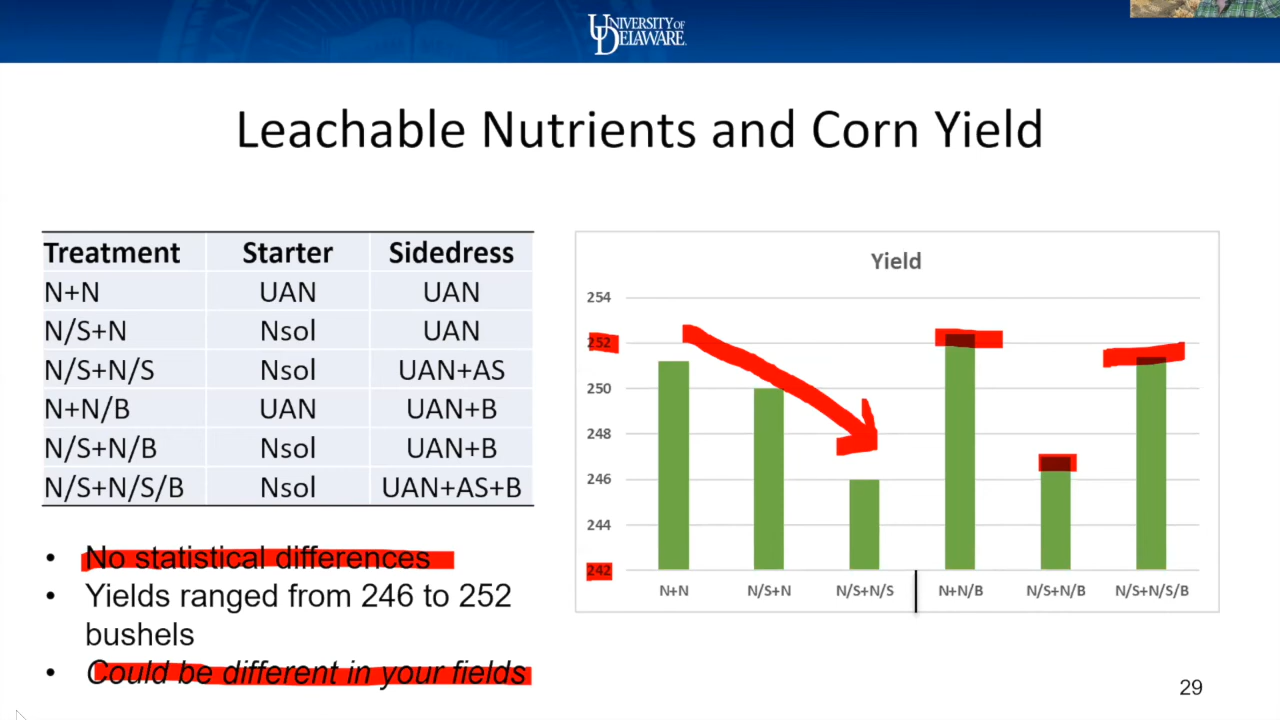 UNIVERSITY OF
DELAWARE
Leachable Nutrients and Corn Yield
Treatment Starter Sidedress
N+N UAN UAN
N/S+N Nsol UAN
N/S+N/S Nsol UAN+AS
N+N/B UAN UAN+B
N/S+N/B Nsol UAN+B
N/S+N/S/B Nsol UAN+AS+B
• No statistical differences
• Yields ranged from 246 to 252
bushels
• Could be different in your fields
Yield
254
252
250
248
246
244
242
N+N N/S+N N/S+N/S N+N/B N/S+N/B N/S+N/S/B
29